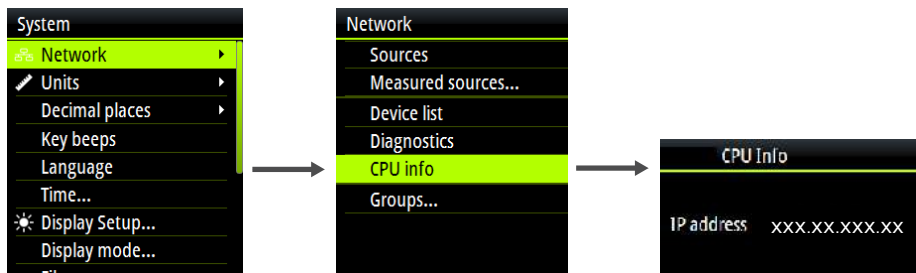 System
Network
Units
Decimal places
Key beeps
Language
Time...
Display Setup...
Display mode...
Network
Sources
Measured sources...
Device list
Diagnostics
CPU info
Groups...
CPU Info
IP address xxx.xx.xxx.xx